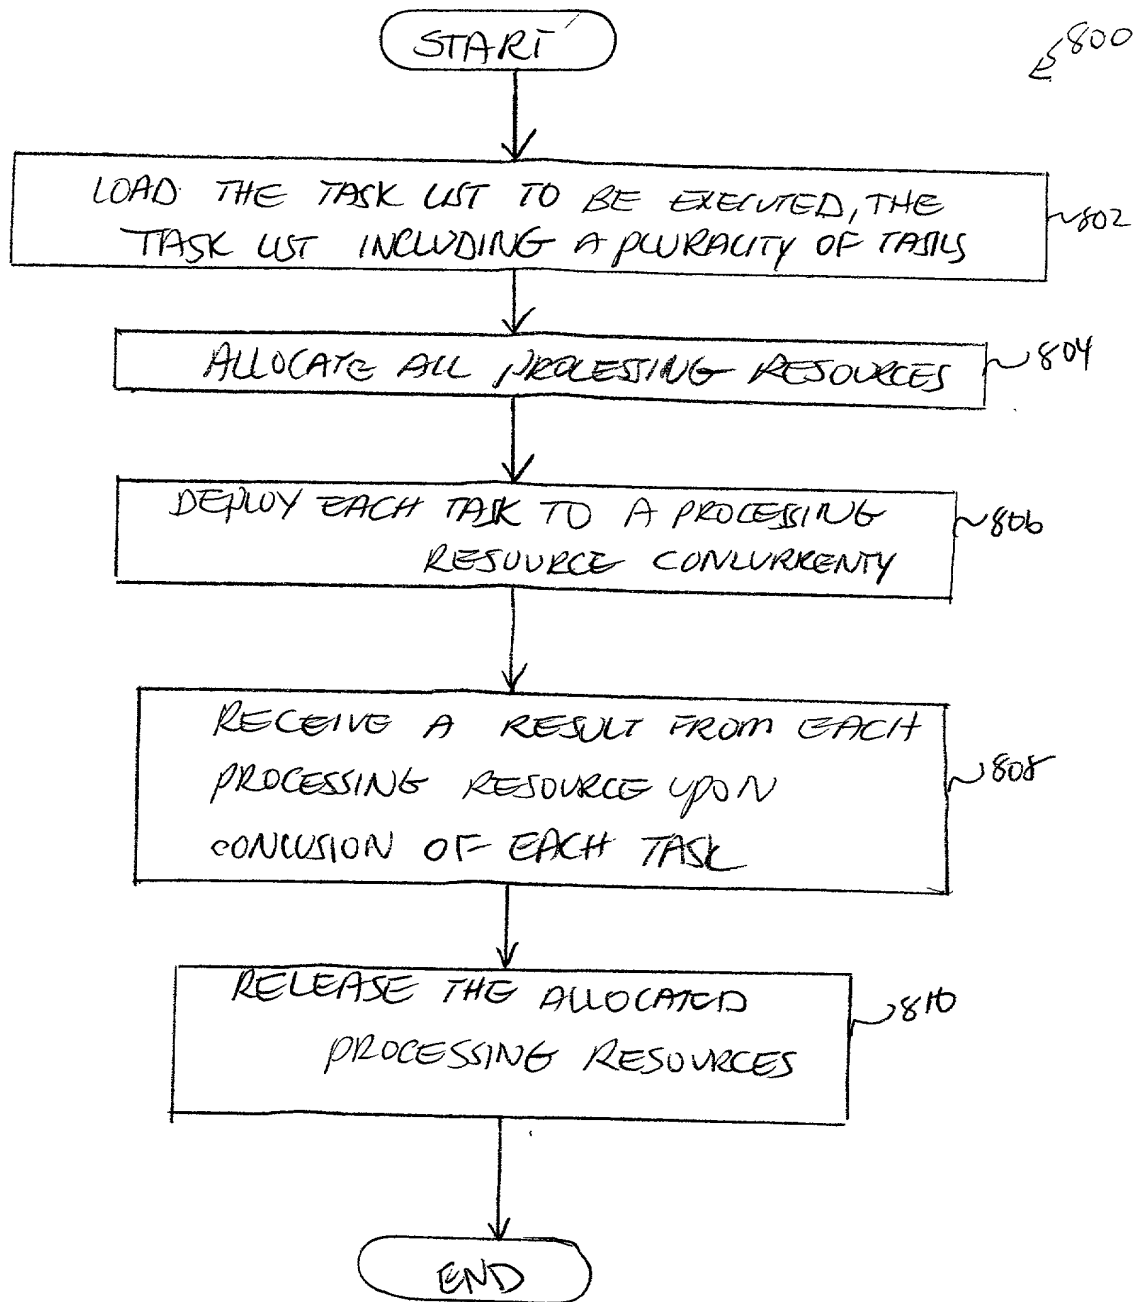 START
800
LOAD THE TASK LIST TO BE EXECUTED, THE
TASK LIST INCLUDING A PLURALITY OF TASKS
802
ALLOCATE ALL PROCESSING RESOURCES
804
DEPLOY EACH TASK TO A PROCESSING
RESOURCE CONCURRENTY
806
RECEIVE A RESULT FROM EACH
PROCESSING RESOURCE UPON
CONCLUSION OF EACH TASK
808
RELEASE THE ALLOCATED
PROCESSING RESOURCES
810
END